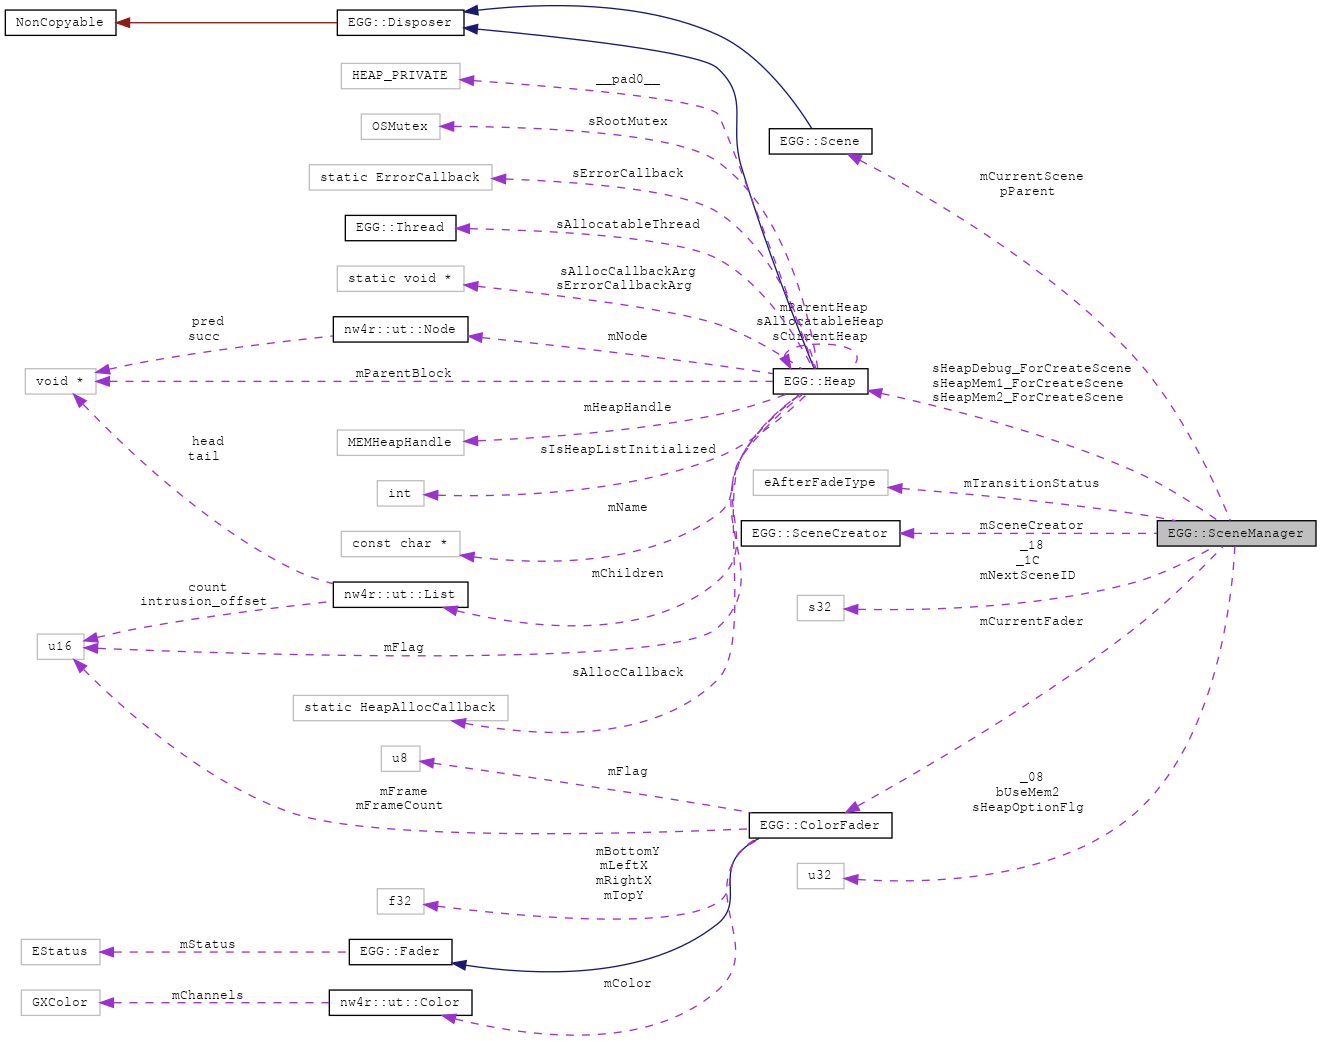 NonCopyable
EGG::Disposer
HEAP_PRIVATE
__pad0__
OSMutex
sRootMutex
EGG::Scene
static ErrorCallback
sErrorCallback
mCurrentScene
pParent
EGG::Thread
sAllocatableThread
static void *
sAllocCallbackArg
sErrorCallbackArg
mParentHeap
sAllocatableHeap
sCurrentHeap
pred
succ
nw4r::ut::Node
mNode
void *
mParentBlock
EGG::Heap
sHeapDebug_ForCreateScene
sHeapMem1_ForCreateScene
sHeapMem2_ForCreateScene
mHeapHandle
MEMHeapHandle
head
tail
sIsHeapListInitialized
int
eAfterFadeType
mTransitionStatus
mName
const char *
EGG::SceneCreator
mSceneCreator
EGG::SceneManager
_18
_1C
mNextSceneID
mChildren
count
intrusion_offset
nw4r::ut::List
s32
mCurrentFader
u16
mFlag
sAllocCallback
static HeapAllocCallback
u8
mFlag
mFrame
mFrameCount
_08
bUseMem2
sHeapOptionFlg
EGG::ColorFader
mBottomY
mLeftX
mRightX
mTopY
f32
u32
EStatus
mStatus
EGG::Fader
GXColor
mChannels
nw4r::ut::Color
mColor